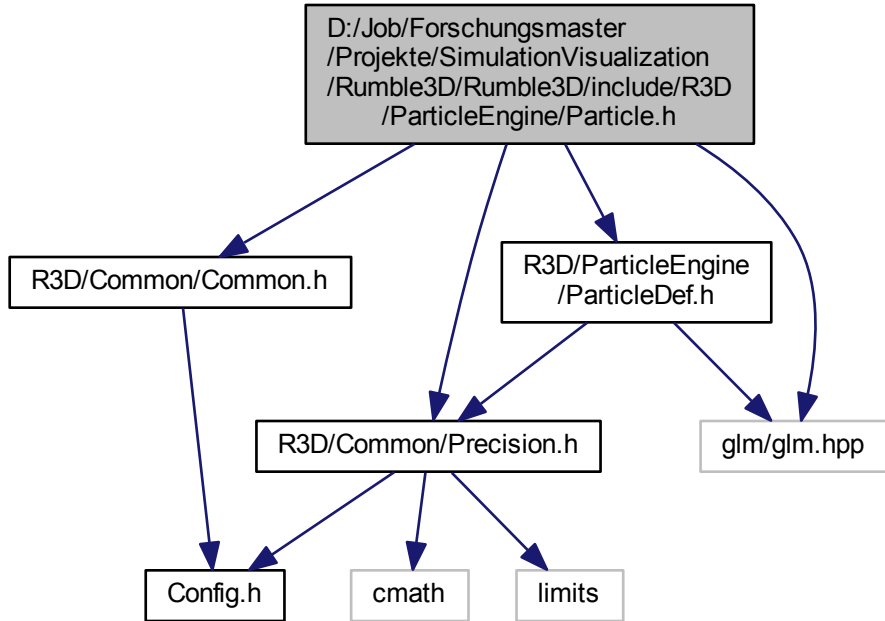 D:/Job/Forschungsmaster
/Projekte/SimulationVisualization
/Rumble3D/Rumble3D/include/R3D
/ParticleEngine/Particle.h
R3D/Common/Common.h
R3D/ParticleEngine
/ParticleDef.h
R3D/Common/Precision.h
glm/glm.hpp
Config.h
cmath
limits